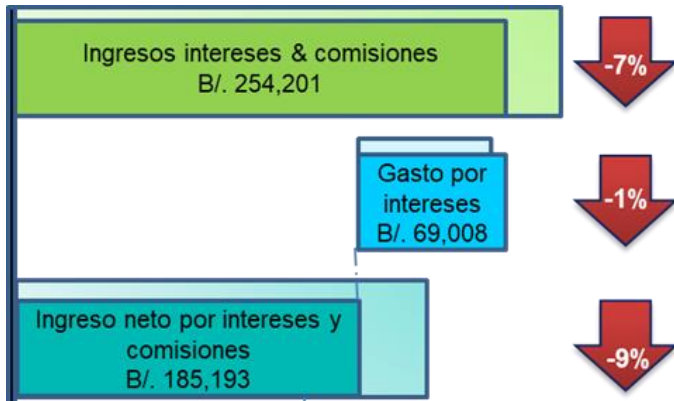 Ingresos intereses & comisiones
B/. 254,201
-7%
Gasto por
intereses
B/. 69,008
-1%
Ingreso neto por intereses y
comisiones
B/. 185,193
-9%